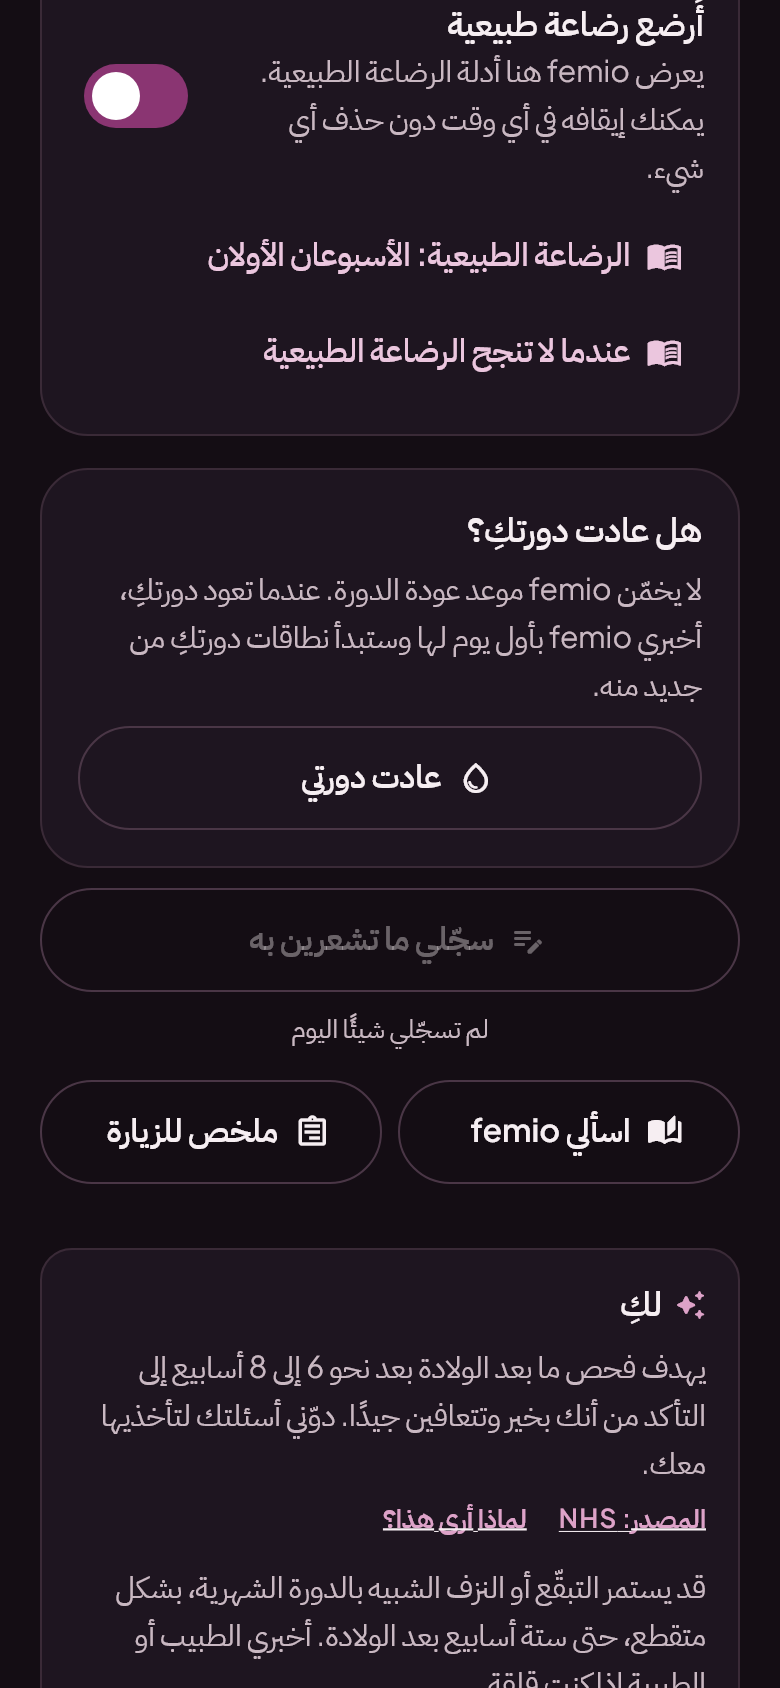 أُرضع رضاعة طبيعية
يعرض femio هنا أدلة الرضاعة الطبيعية.
يمكنك إيقافه في أي وقت دون حذف أي
شيء.
الرضاعة الطبيعية: الأسبوعان الأولان
عندما لا تنجح الرضاعة الطبيعية
هل عادت دورتكِ؟
لا يخمّن femio موعد عودة الدورة. عندما تعود دورتكِ،
أخبري femio بأول يوم لها وستبدأ نطاقات دورتكِ من
جديد منه.
عادت دورتي
سجّلي ما تشعرين به
لم تسجّلي شيئًا اليوم
اسألي femio
ملخص للزيارة
لكِ
يهدف فحص ما بعد الولادة بعد نحو 6 إلى 8 أسابيع إلى
التأكد من أنك بخير وتتعافين جيدًا. دوّني أسئلتك لتأخذيها
معك.
المصدر: NHS لماذا أرى هذا؟
قد يستمر التبقّع أو النزف الشبيه بالدورة الشهرية، بشكل
متقطع، حتى ستة أسابيع بعد الولادة. أخبري الطبيب أو
الطبيبة إذا كنت قلقة